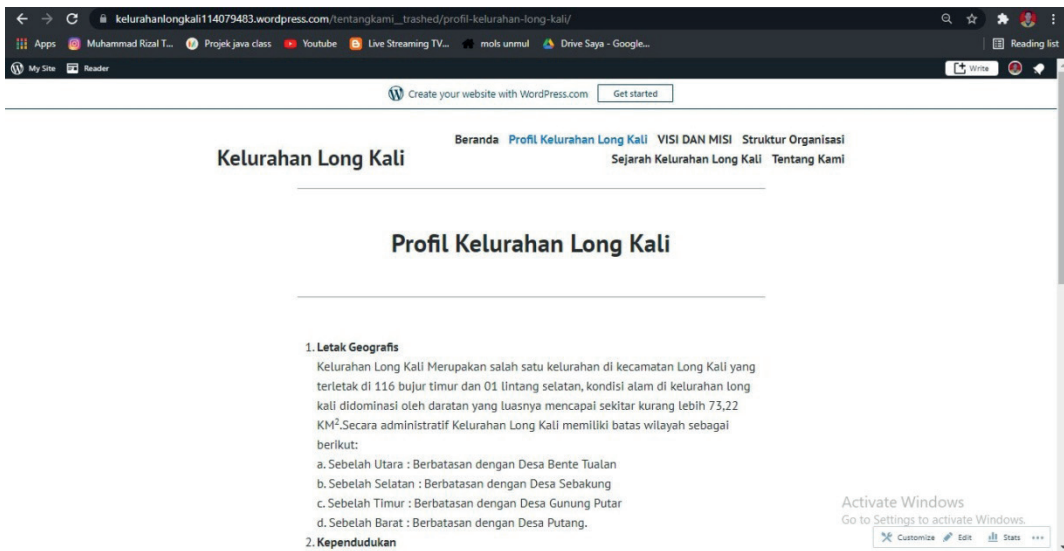 kelurahanlongkali114079483.wordpress.com/tentangkami__trashed/profil-kelurahan-long-kali/
Apps Muhammad Rizal T... Projek java class Youtube Live Streaming TV... mols unmul Drive Saya - Google... Reading list
My Site Reader Write
Create your website with WordPress.com Get started
Kelurahan Long Kali
Beranda Profil Kelurahan Long Kali VISI DAN MISI Struktur Organisasi
Sejarah Kelurahan Long Kali Tentang Kami
Profil Kelurahan Long Kali
1. Letak Geografis
Kelurahan Long Kali Merupakan salah satu kelurahan di kecamatan Long Kali yang
terletak di 116 bujur timur dan 01 lintang selatan, kondisi alam di kelurahan long
kali didominasi oleh daratan yang luasnya mencapai sekitar kurang lebih 73,22
KM².Secara administratif Kelurahan Long Kali memiliki batas wilayah sebagai
berikut:
a. Sebelah Utara : Berbatasan dengan Desa Bente Tualan
b. Sebelah Selatan : Berbatasan dengan Desa Sebakung
c. Sebelah Timur : Berbatasan dengan Desa Gunung Putar
d. Sebelah Barat : Berbatasan dengan Desa Putang.
2. Kependudukan
Activate Windows
Go to Settings to activate Windows.
Customize Edit Stats